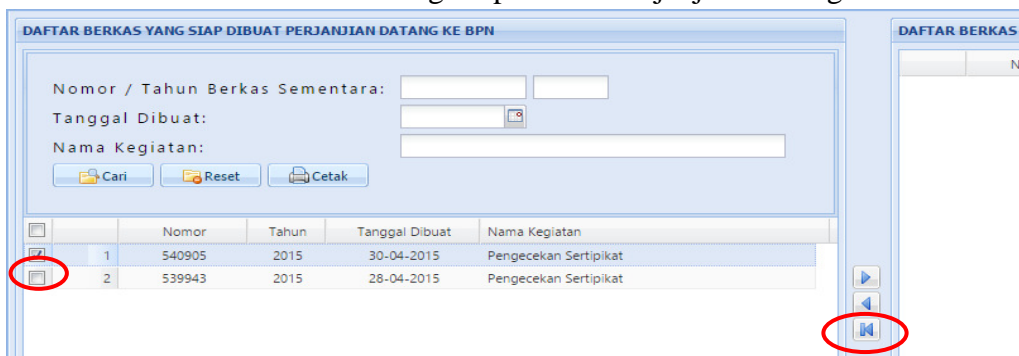 DAFTAR BERKAS YANG SIAP DIBUAT PERJANJIAN DATANG KE BPN
DAFTAR BERKAS
Nomor / Tahun Berkas Sementara:
Tanggal Dibuat:
Nama Kegiatan:
Cari Reset Cetak
Nomor Tahun Tanggal Dibuat Nama Kegiatan
1 540905 2015 30-04-2015 Pengecekan Sertipikat
2 539943 2015 28-04-2015 Pengecekan Sertipikat